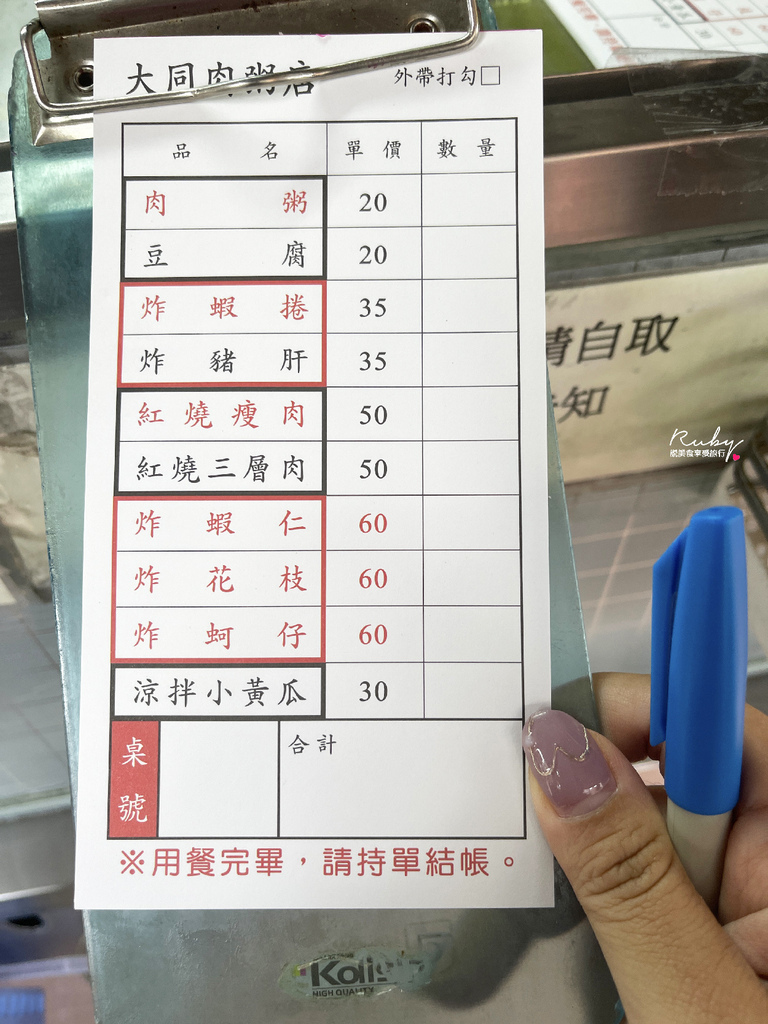 大同肉粥店
外帶打勾□
品名 單價 數量
肉粥 20
豆腐 20
炸蝦捲 35
炸豬肝 35
紅燒瘦肉 50
紅燒三層肉 50
炸蝦仁 60
炸花枝 60
炸蚵仔 60
涼拌小黃瓜 30
桌號 合計
※用餐完畢，請持單結帳。
請自取
知
Ruby
HIGH QUALITY